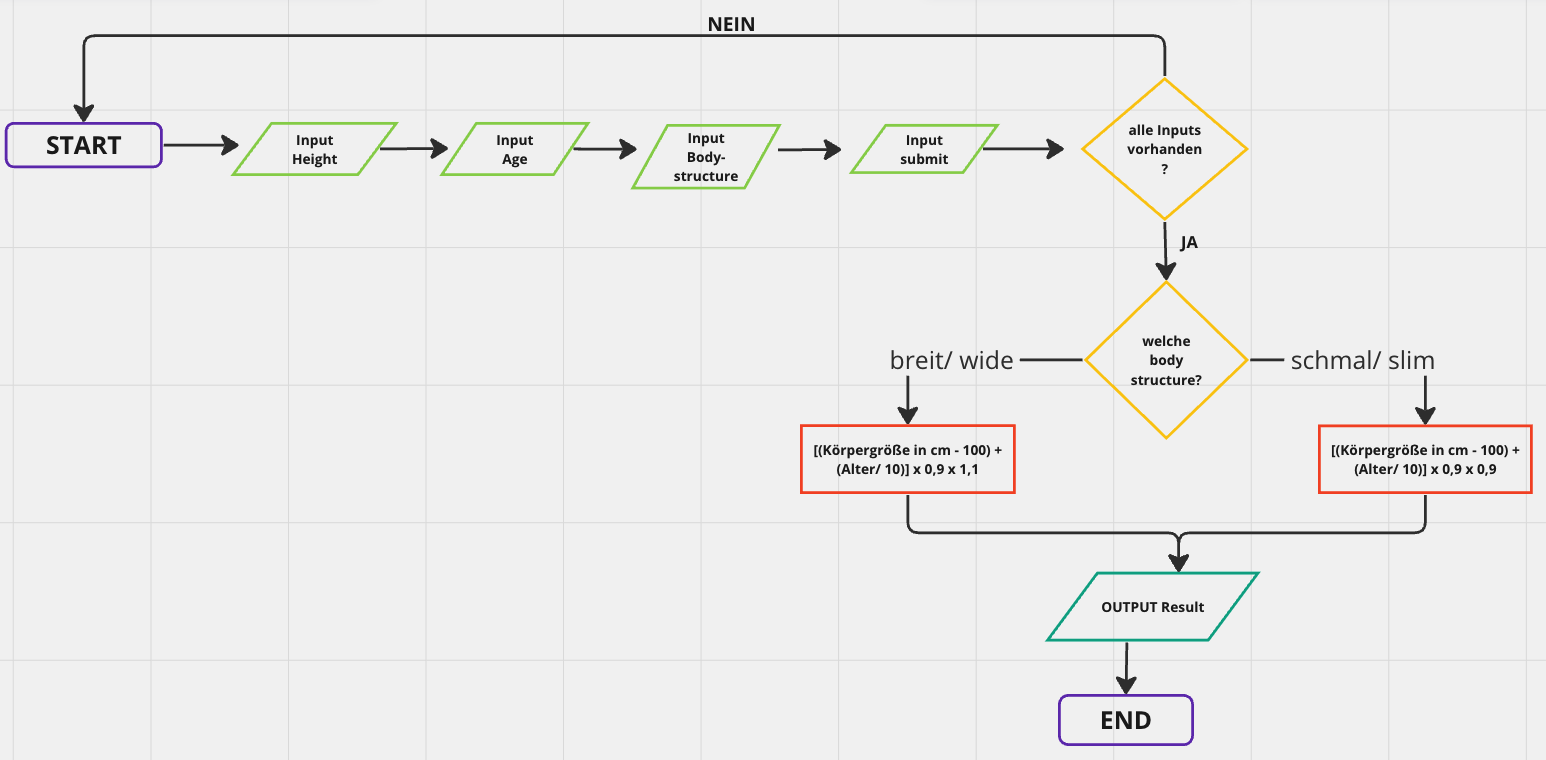 NEIN
START
Input
Height
Input
Age
Input
Body-
structure
Input
submit
alle Inputs
vorhanden
?
JA
welche
body
structure?
breit/ wide
schmal/ slim
[(Körpergröße in cm - 100) +
(Alter/ 10)] x 0,9 x 1,1
[(Körpergröße in cm - 100) +
(Alter/ 10)] x 0,9 x 0,9
OUTPUT Result
END